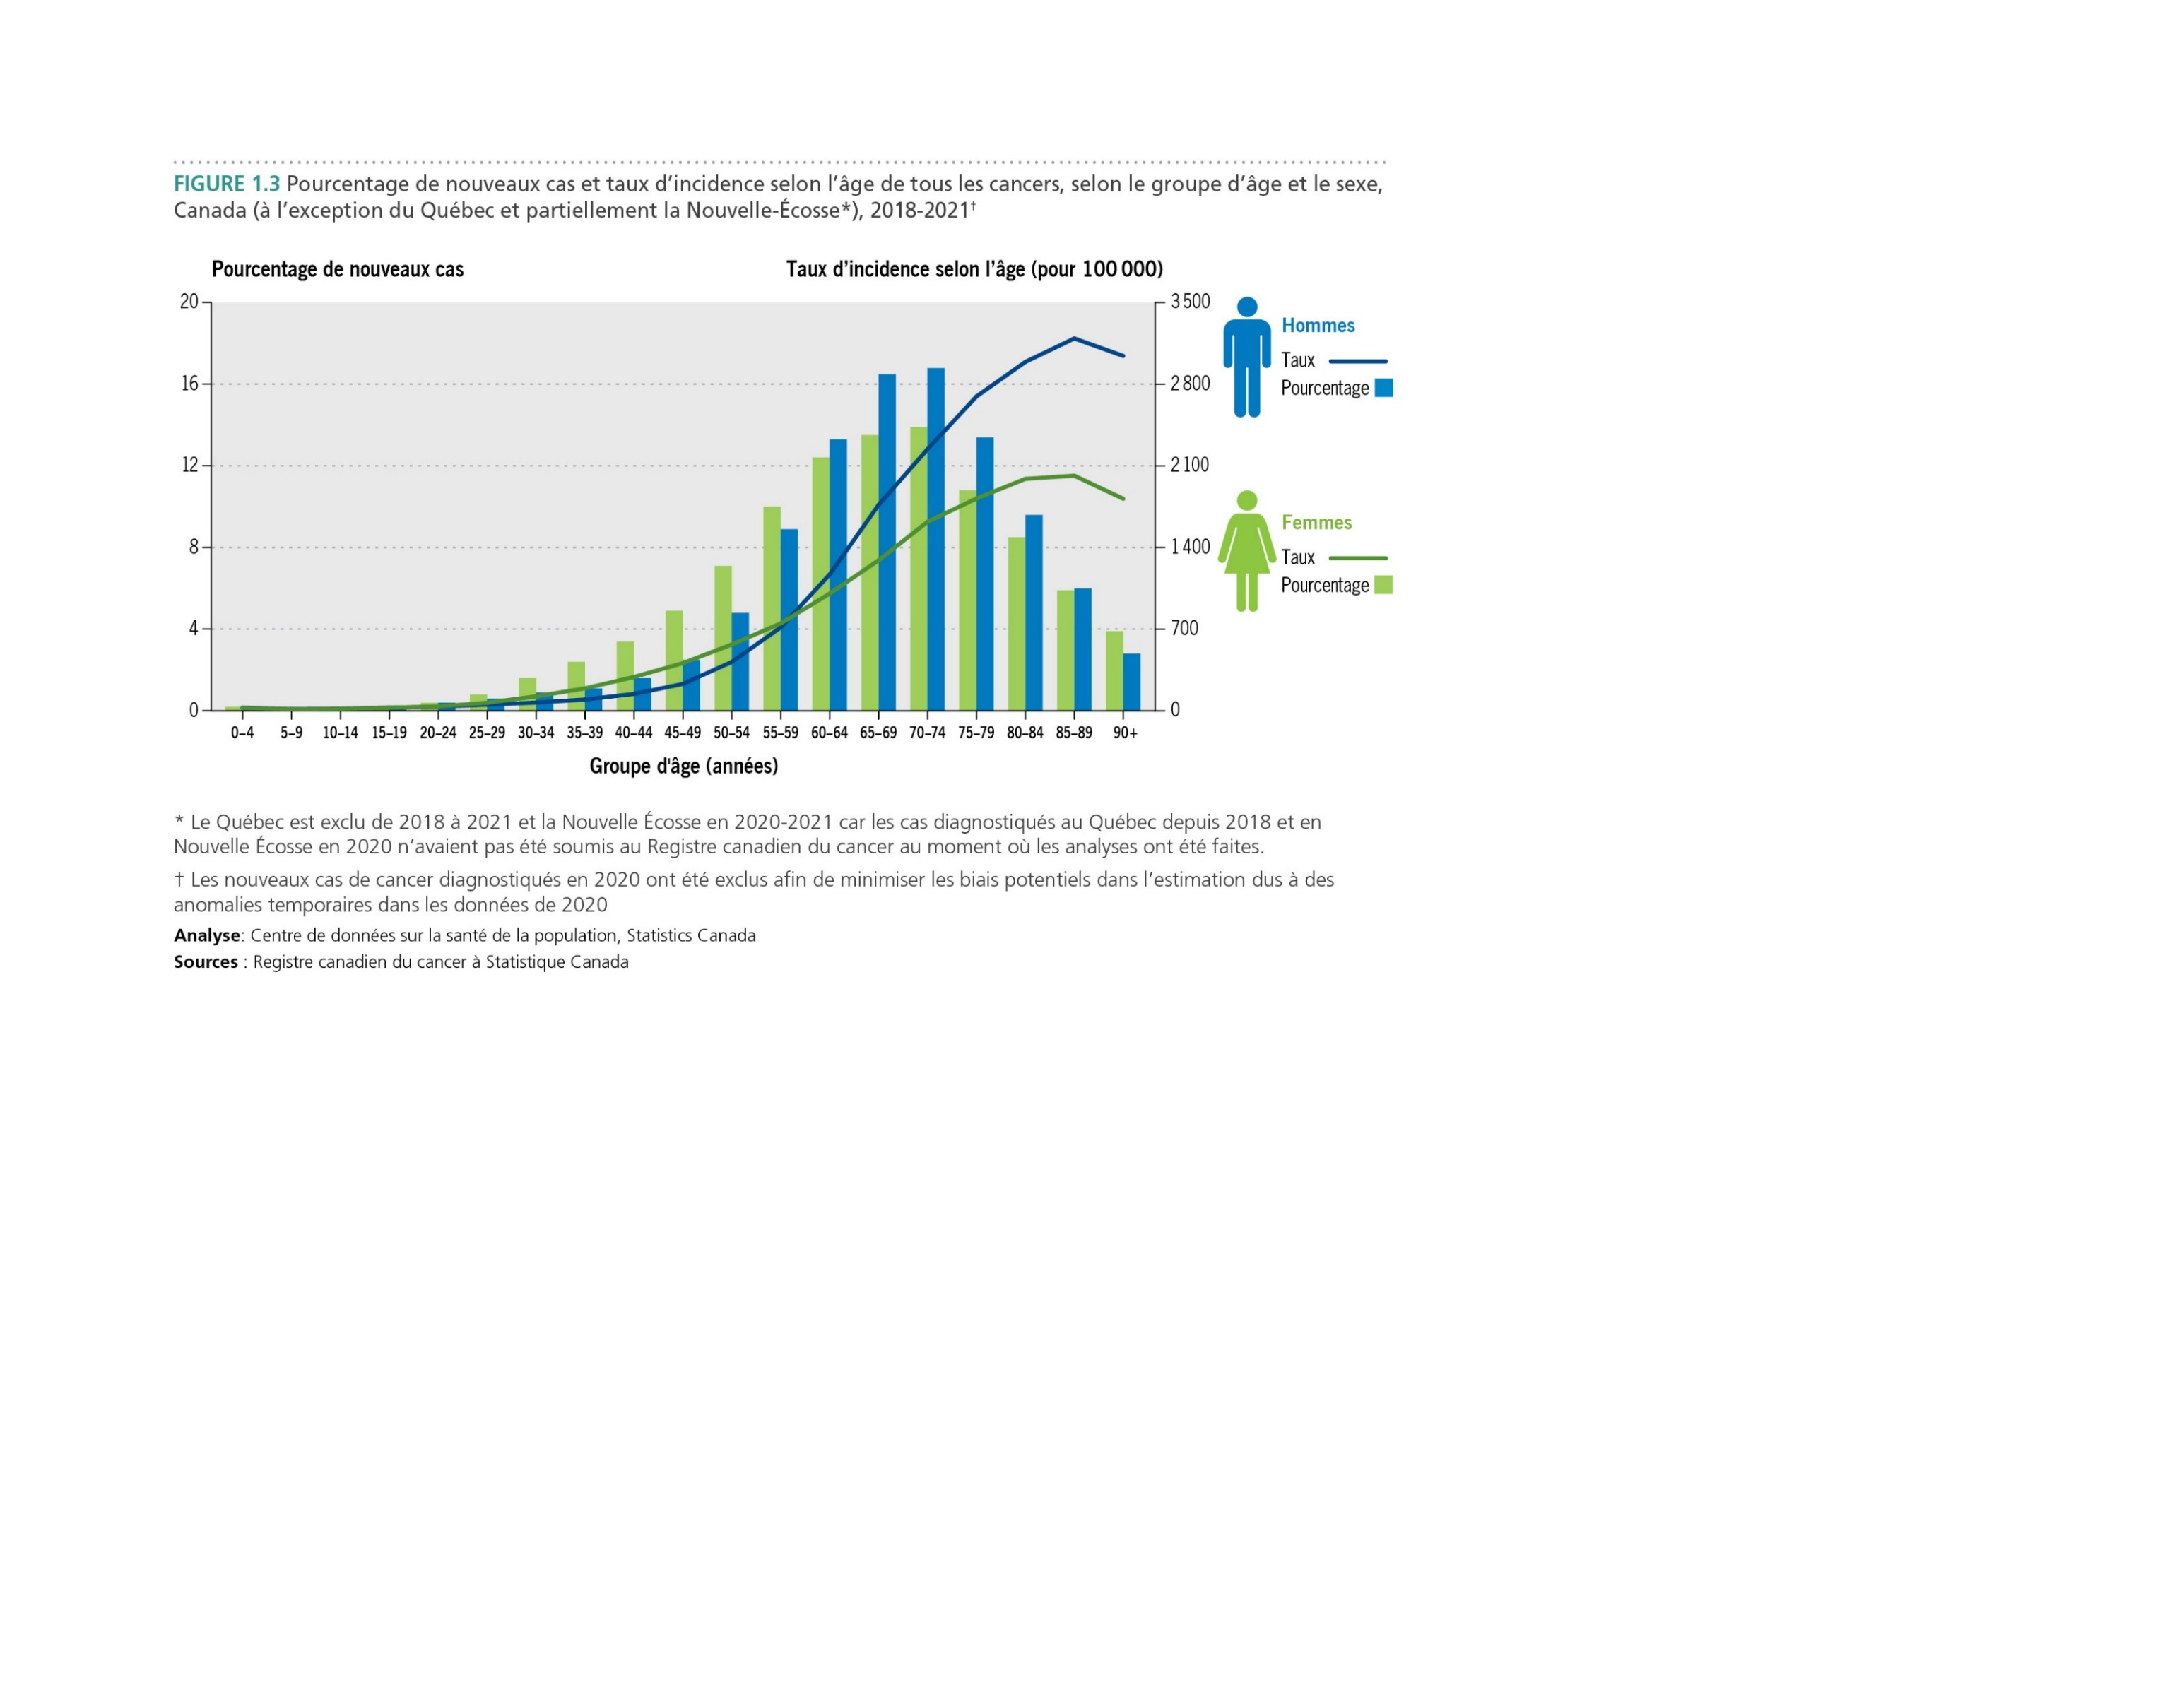 FIGURE 1.3 Pourcentage de nouveaux cas et taux d’incidence selon l’âge de tous les cancers, selon le groupe d’âge et le sexe,
Canada (à l’exception du Québec et partiellement la Nouvelle-Écosse*), 2018-2021†
Pourcentage de nouveaux cas
Taux d’incidence selon l’âge (pour 100 000)
20
16
12
8
4
0
3 500
2 800
2 100
1 400
700
0
Hommes
Taux
Pourcentage
Femmes
Taux
Pourcentage
0–4 5–9 10–14 15–19 20–24 25–29 30–34 35–39 40–44 45–49 50–54 55–59 60–64 65–69 70–74 75–79 80–84 85–89 90+
Groupe d'âge (années)
* Le Québec est exclu de 2018 à 2021 et la Nouvelle Écosse en 2020-2021 car les cas diagnostiqués au Québec depuis 2018 et en
Nouvelle Écosse en 2020 n’avaient pas été soumis au Registre canadien du cancer au moment où les analyses ont été faites.
† Les nouveaux cas de cancer diagnostiqués en 2020 ont été exclus afin de minimiser les biais potentiels dans l’estimation dus à des
anomalies temporaires dans les données de 2020
Analyse: Centre de données sur la santé de la population, Statistics Canada
Sources : Registre canadien du cancer à Statistique Canada